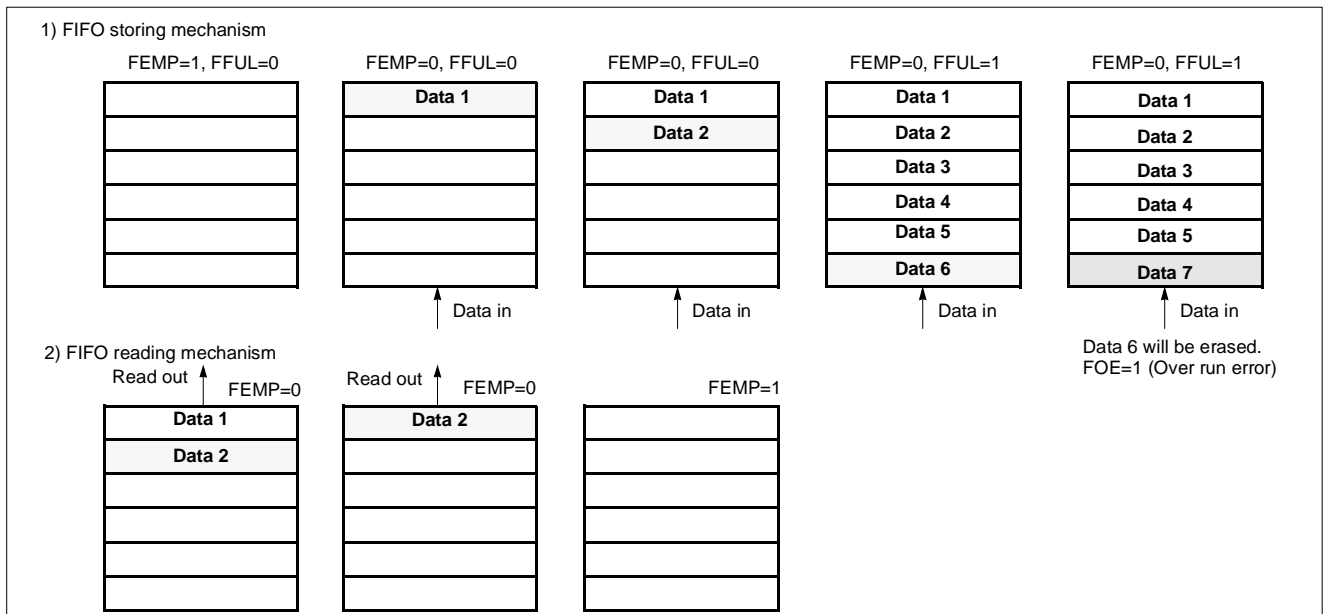 1) FIFO storing mechanism
FEMP=1, FFUL=0 FEMP=0, FFUL=0 FEMP=0, FFUL=0 FEMP=0, FFUL=1 FEMP=0, FFUL=1
Data 1 Data 1 Data 1 Data 1
Data 2 Data 2 Data 2
Data 3 Data 3
Data 4 Data 4
Data 5 Data 5
Data 6 Data 7
Data in Data in Data in Data in
Data 6 will be erased.
FOE=1 (Over run error)
2) FIFO reading mechanism
Read out FEMP=0 Read out FEMP=0 FEMP=1
Data 1 Data 2
Data 2